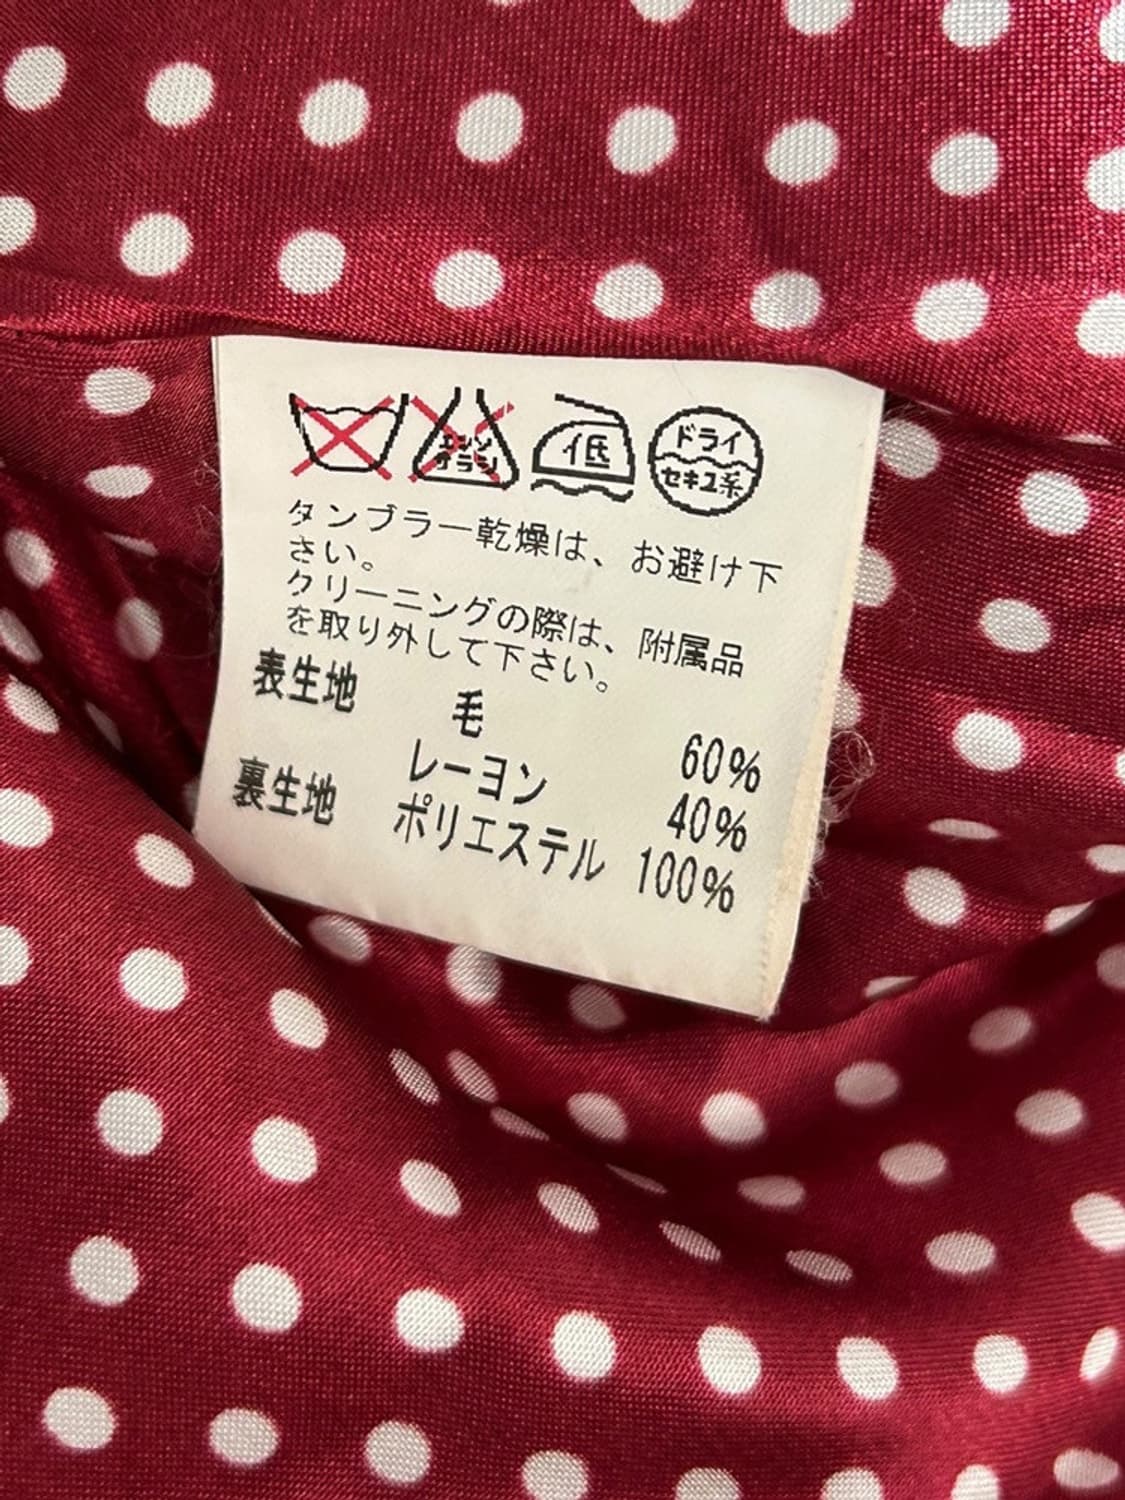 エンソ
サラシ
低
ドライ
セキユ系
タンブラー乾燥は、お避け下
さい。
クリーニングの際は、附属品
を取り外して下さい。
表生地 毛 60%
レーヨン 40%
裏生地 ポリエステル 100%